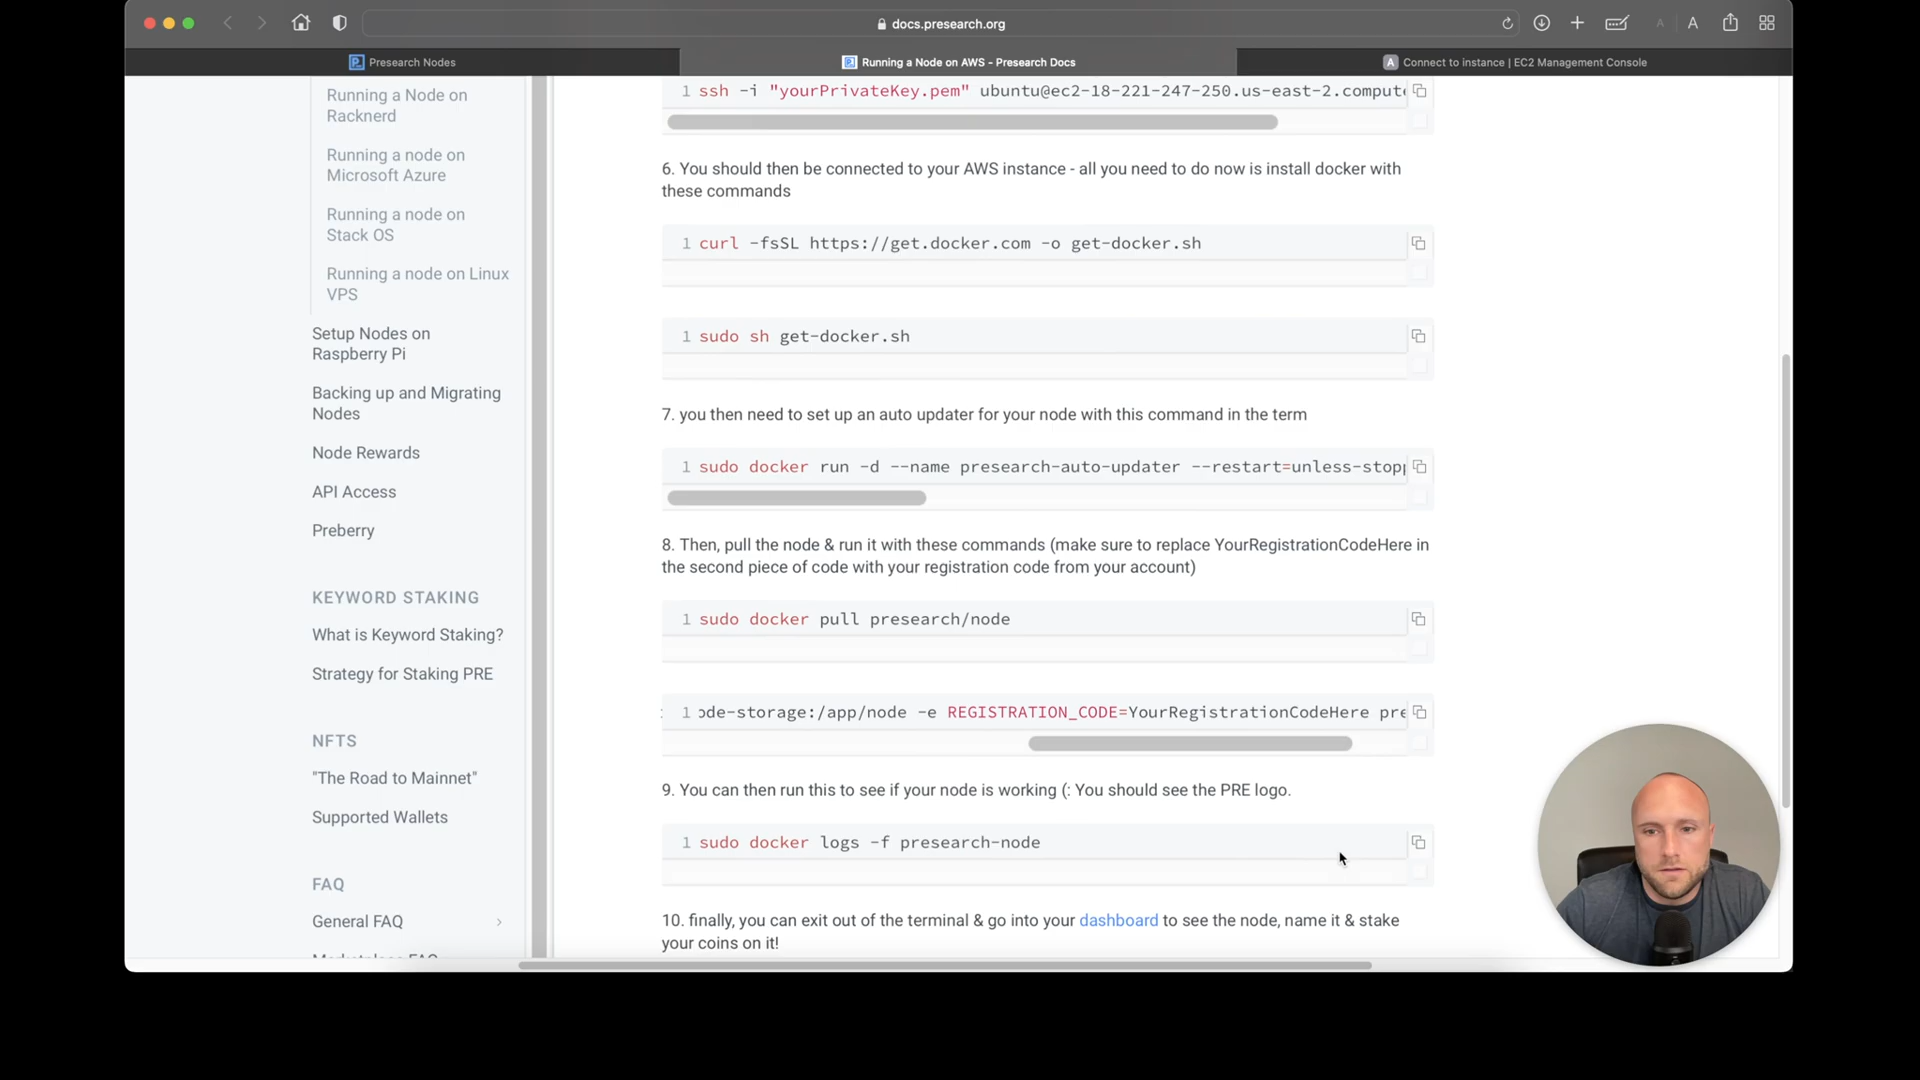 docs.presearch.org
Presearch Nodes
Running a Node on AWS - Presearch Docs
Connect to instance | EC2 Management Console
Running a Node on
Racknerd
Running a node on
Microsoft Azure
Running a node on
Stack OS
Running a node on Linux
VPS
Setup Nodes on
Raspberry Pi
Backing up and Migrating
Nodes
Node Rewards
API Access
Preberry
KEYWORD STAKING
What is Keyword Staking?
Strategy for Staking PRE
NFTS
"The Road to Mainnet"
Supported Wallets
FAQ
General FAQ
1 ssh -i "yourPrivateKey.pem" ubuntu@ec2-18-221-247-250.us-east-2.compute
6. You should then be connected to your AWS instance - all you need to do now is install docker with
these commands
1 curl -fsSL https://get.docker.com -o get-docker.sh
1 sudo sh get-docker.sh
7. you then need to set up an auto updater for your node with this command in the term
1 sudo docker run -d --name presearch-auto-updater --restart=unless-stopp
8. Then, pull the node & run it with these commands (make sure to replace YourRegistrationCodeHere in
the second piece of code with your registration code from your account)
1 sudo docker pull presearch/node
1 ode-storage:/app/node -e REGISTRATION_CODE=YourRegistrationCodeHere pre
9. You can then run this to see if your node is working (: You should see the PRE logo.
1 sudo docker logs -f presearch-node
10. finally, you can exit out of the terminal & go into your dashboard to see the node, name it & stake
your coins on it!